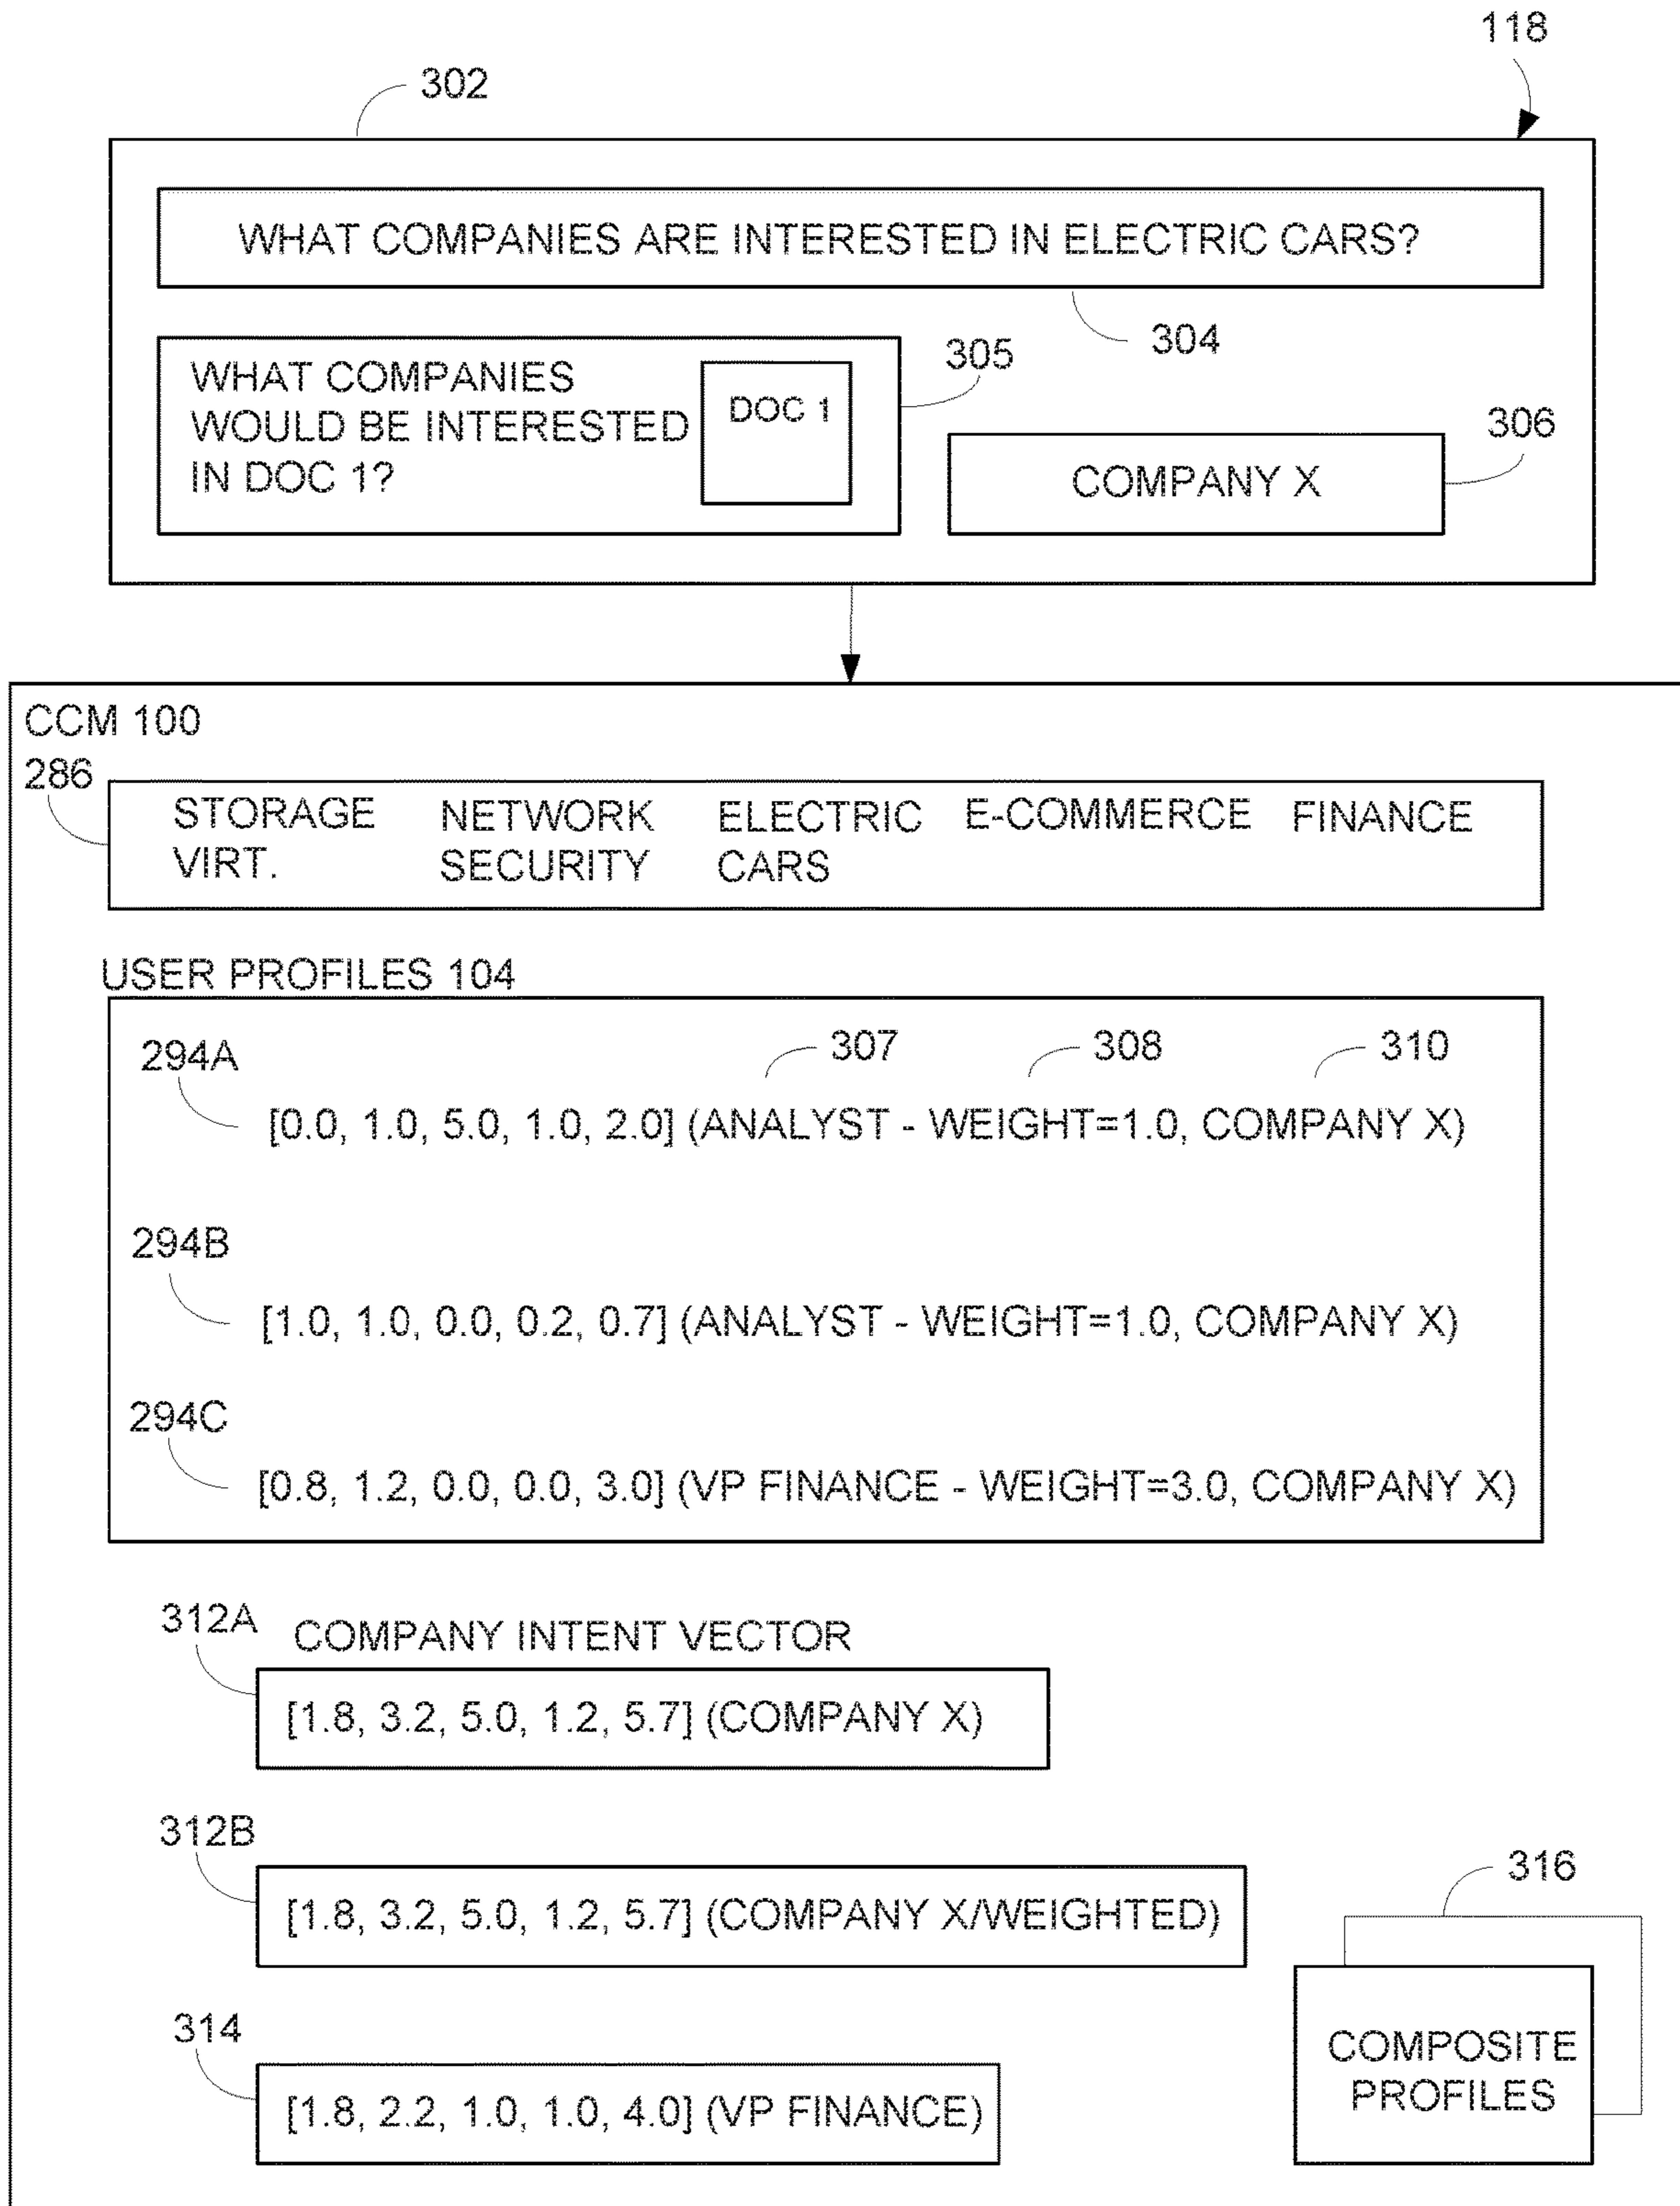 118
302
WHAT COMPANIES ARE INTERESTED IN ELECTRIC CARS?
304
WHAT COMPANIES
WOULD BE INTERESTED
IN DOC 1?
DOC 1
305
306
COMPANY X
CCM 100
286
STORAGE NETWORK ELECTRIC E-COMMERCE FINANCE
VIRT. SECURITY CARS
USER PROFILES 104
294A 307 308 310
[0.0, 1.0, 5.0, 1.0, 2.0] (ANALYST - WEIGHT=1.0, COMPANY X)
294B
[1.0, 1.0, 0.0, 0.2, 0.7] (ANALYST - WEIGHT=1.0, COMPANY X)
294C
[0.8, 1.2, 0.0, 0.0, 3.0] (VP FINANCE - WEIGHT=3.0, COMPANY X)
312A
COMPANY INTENT VECTOR
[1.8, 3.2, 5.0, 1.2, 5.7] (COMPANY X)
312B
[1.8, 3.2, 5.0, 1.2, 5.7] (COMPANY X/WEIGHTED)
316
314
[1.8, 2.2, 1.0, 1.0, 4.0] (VP FINANCE)
COMPOSITE
PROFILES